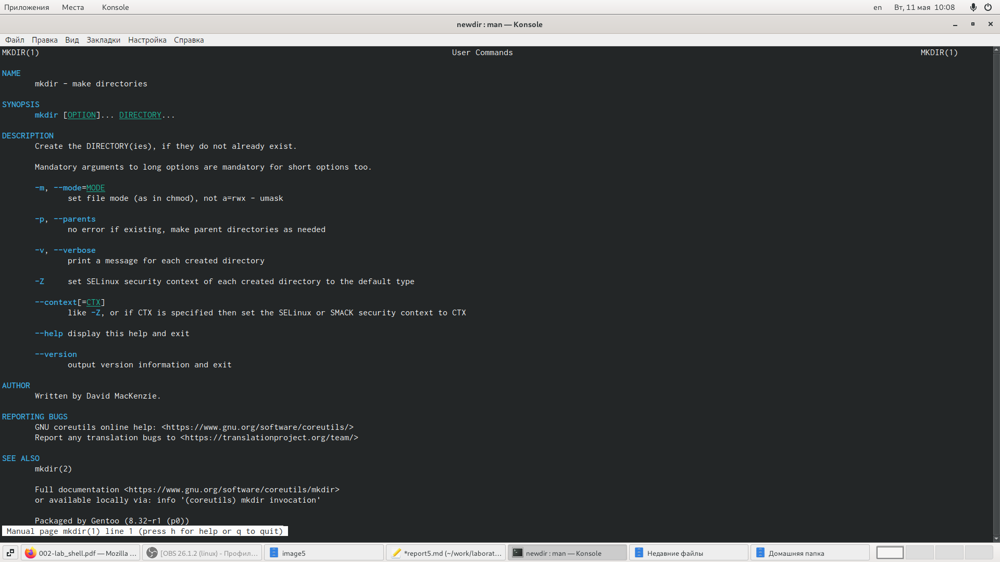 Приложения Места Konsole en Вт, 11 мая 10:08
newdir : man — Konsole
Файл Правка Вид Закладки Настройка Справка
MKDIR(1) User Commands MKDIR(1)
NAME
mkdir - make directories
SYNOPSIS
mkdir [OPTION]... DIRECTORY...
DESCRIPTION
Create the DIRECTORY(ies), if they do not already exist.
Mandatory arguments to long options are mandatory for short options too.
-m, --mode=MODE
set file mode (as in chmod), not a=rwx - umask
-p, --parents
no error if existing, make parent directories as needed
-v, --verbose
print a message for each created directory
-Z set SELinux security context of each created directory to the default type
--context[=CTX]
like -Z, or if CTX is specified then set the SELinux or SMACK security context to CTX
--help display this help and exit
--version
output version information and exit
AUTHOR
Written by David MacKenzie.
REPORTING BUGS
GNU coreutils online help: <https://www.gnu.org/software/coreutils/>
Report any translation bugs to <https://translationproject.org/team/>
SEE ALSO
mkdir(2)
Full documentation <https://www.gnu.org/software/coreutils/mkdir>
or available locally via: info '(coreutils) mkdir invocation'
Packaged by Gentoo (8.32-r1 (p0))
Manual page mkdir(1) line 1 (press h for help or q to quit)
002-lab_shell.pdf — Mozilla ... [OBS 26.1.2 (linux) - Профил... image5 *report5.md (~/work/laborat... newdir : man — Konsole Недавние файлы Домашняя папка